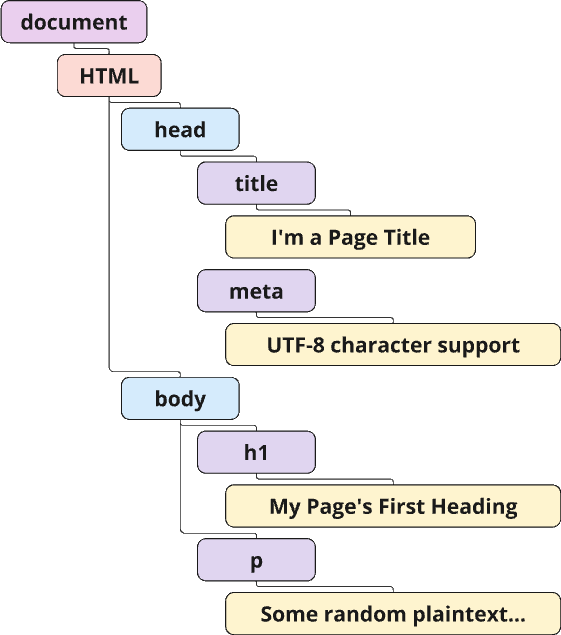 document
HTML
head
title
I'm a Page Title
meta
UTF-8 character support
body
h1
My Page's First Heading
p
Some random plaintext...